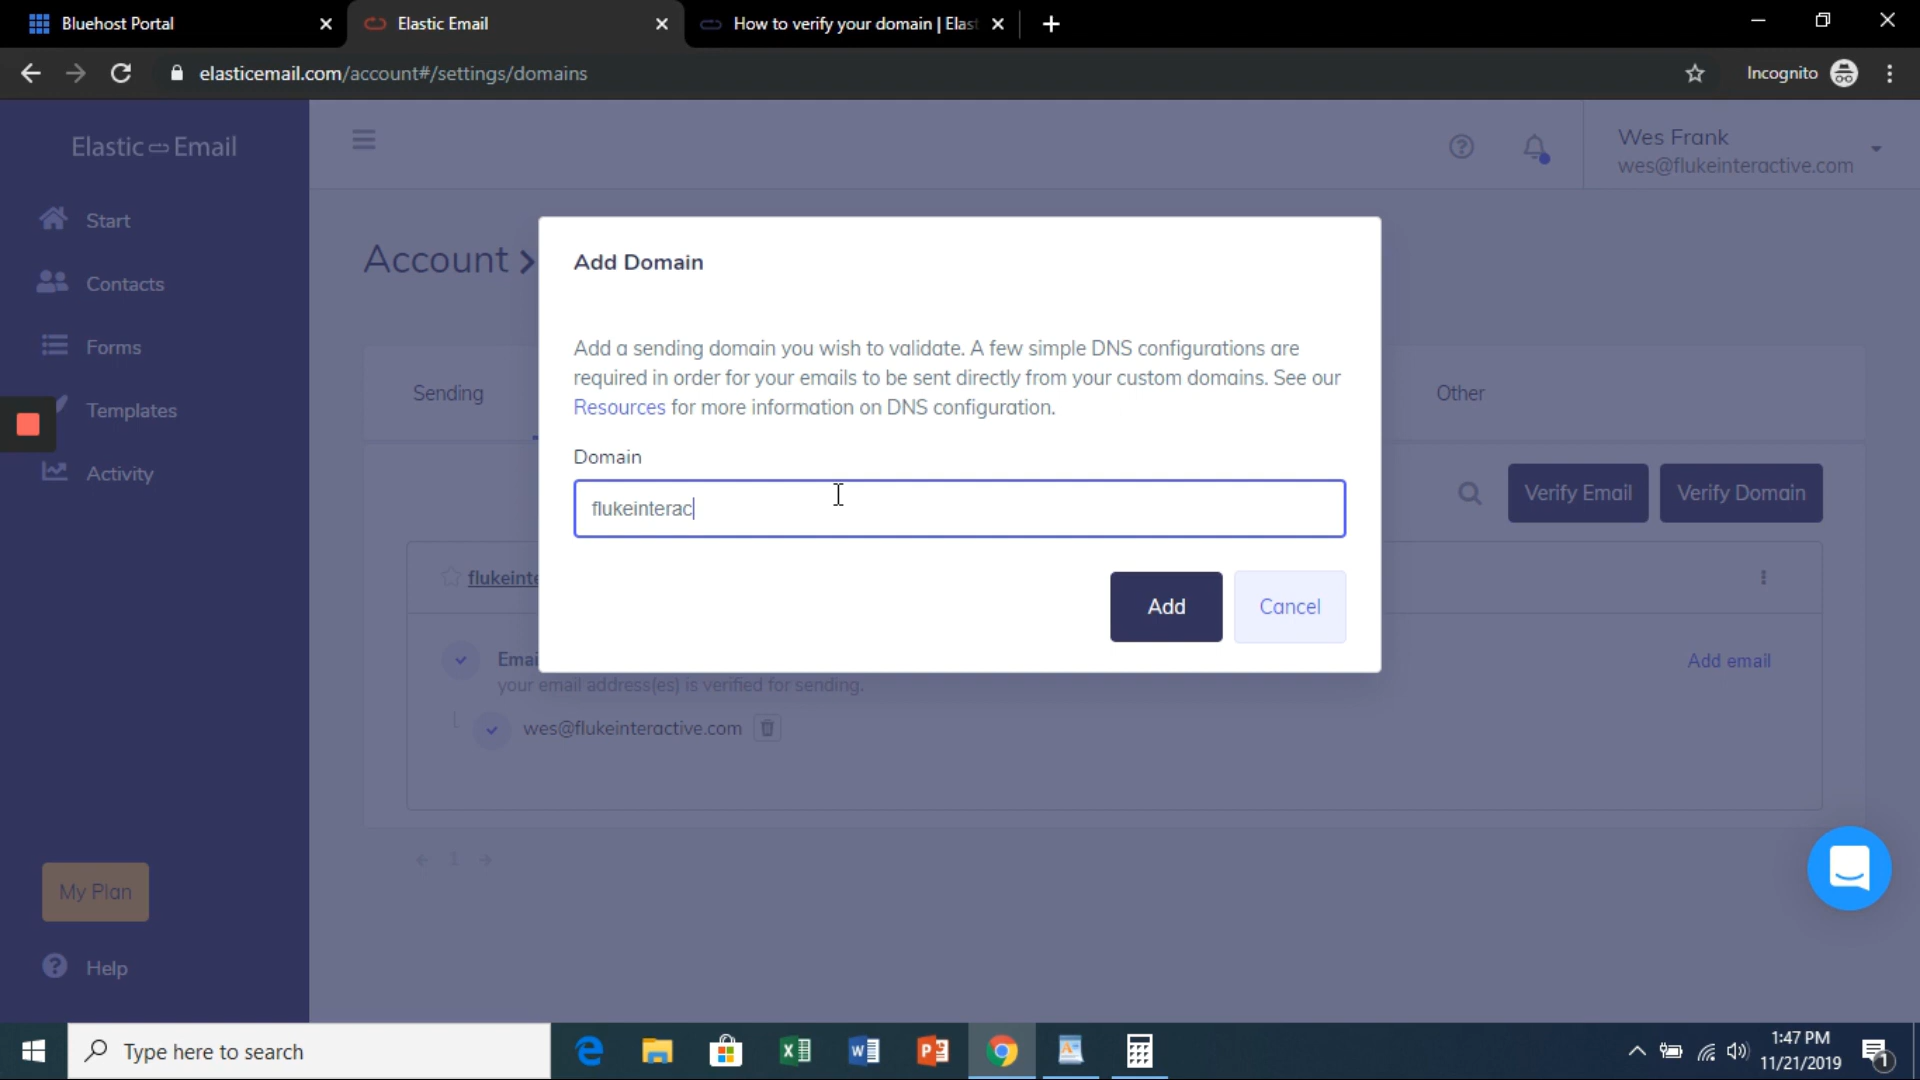 Bluehost Portal
Elastic Email
How to verify your domain | Elast
elasticemail.com/account#/settings/domains
Incognito
Elastic Email
Wes Frank
wes@flukeinteractive.com
Start
Contacts
Forms
Templates
Activity
My Plan
Help
Account >
Sending
Other
Verify Email
Verify Domain
flukeinte
Emai
your email address(es) is verified for sending.
Add email
wes@flukeinteractive.com
1
Add Domain
Add a sending domain you wish to validate. A few simple DNS configurations are
required in order for your emails to be sent directly from your custom domains. See our
Resources for more information on DNS configuration.
Domain
flukeinterac
Add
Cancel
Type here to search
1:47 PM
11/21/2019
1